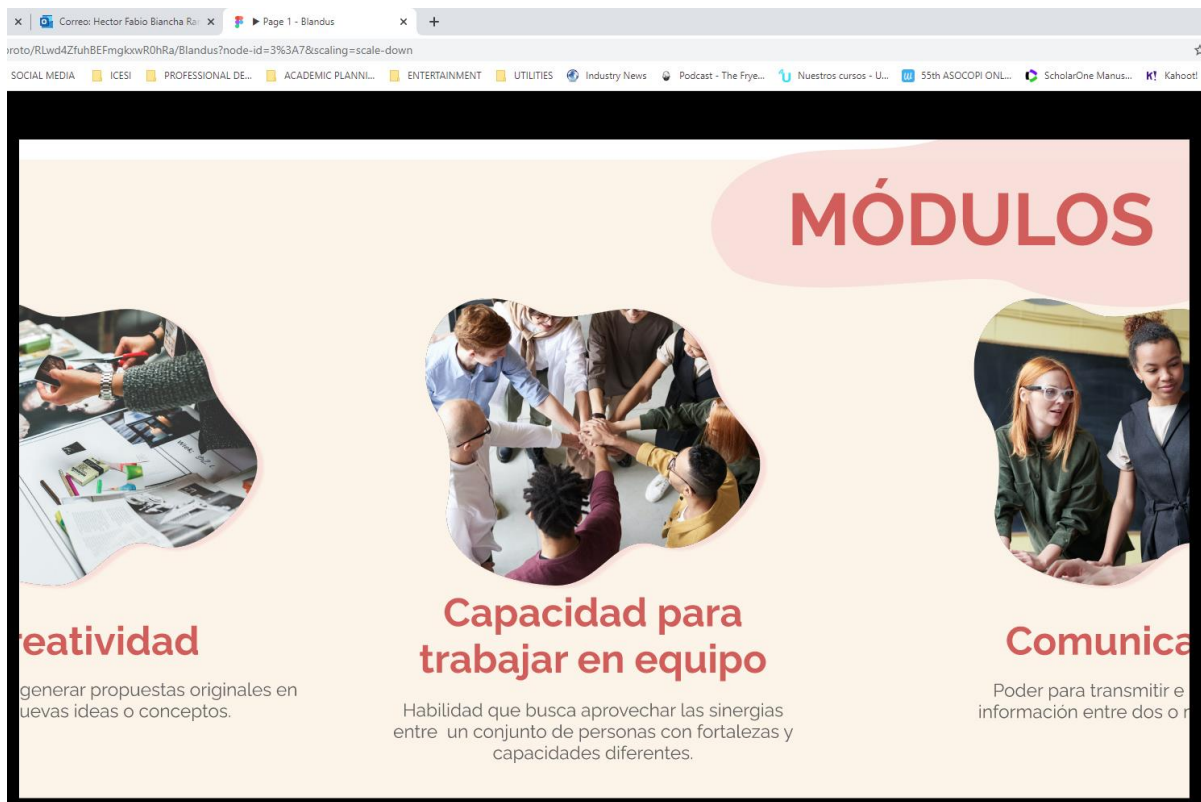 Correo: Hector Fabio Biancha Rar
Page 1 - Blandus
proto/RLwd4ZfuhBEFmgkxwR0hRa/Blandus?node-id=3%3A7&scaling=scale-down
SOCIAL MEDIA ICESI PROFESSIONAL DE... ACADEMIC PLANNI... ENTERTAINMENT UTILITIES Industry News Podcast - The Frye... Nuestros cursos - U... 55th ASOCOPI ONL... ScholarOne Manus... K! Kahoot!
MÓDULOS
reatividad
generar propuestas originales en
uevas ideas o conceptos.
Capacidad para
trabajar en equipo
Habilidad que busca aprovechar las sinergias
entre un conjunto de personas con fortalezas y
capacidades diferentes.
Comunica
Poder para transmitir e
información entre dos o